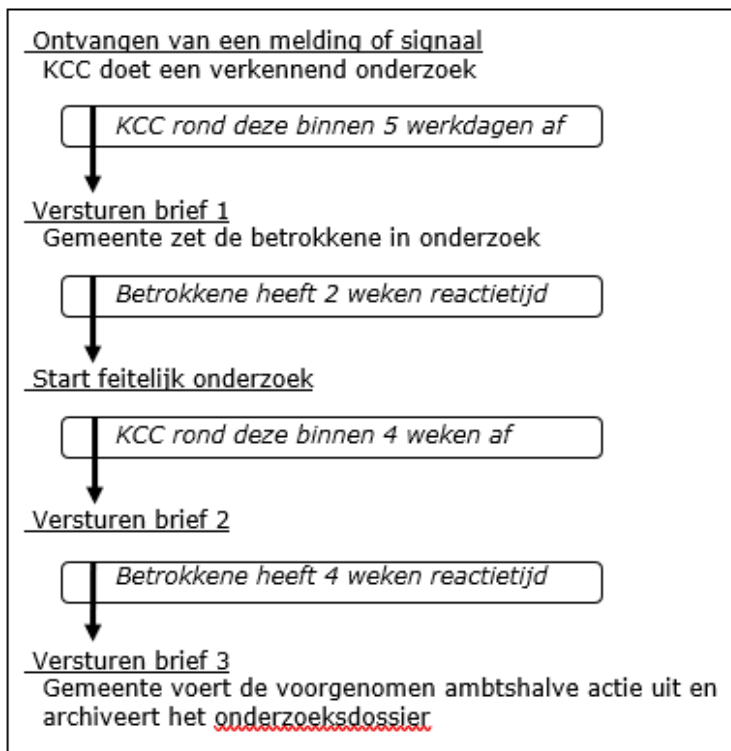 Ontvangen van een melding of signaal
KCC doet een verkennend onderzoek
KCC rond deze binnen 5 werkdagen af
Versturen brief 1
Gemeente zet de betrokkene in onderzoek
Betrokkene heeft 2 weken reactietijd
Start feitelijk onderzoek
KCC rond deze binnen 4 weken af
Versturen brief 2
Betrokkene heeft 4 weken reactietijd
Versturen brief 3
Gemeente voert de voorgenomen ambtshalve actie uit en
archiveert het onderzoeksdossier